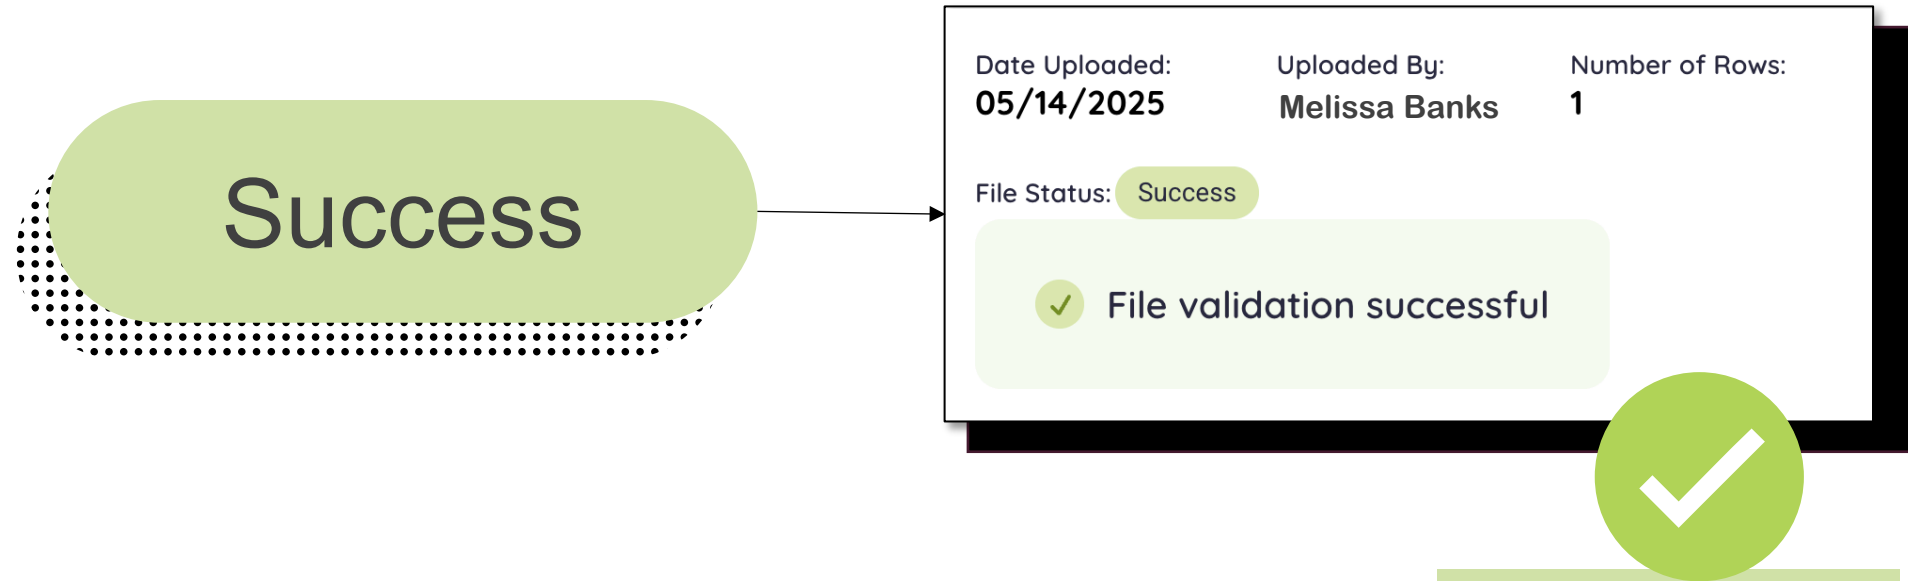 Success
Date Uploaded:
05/14/2025
Uploaded By:
Melissa Banks
Number of Rows:
1
File Status: Success
File validation successful